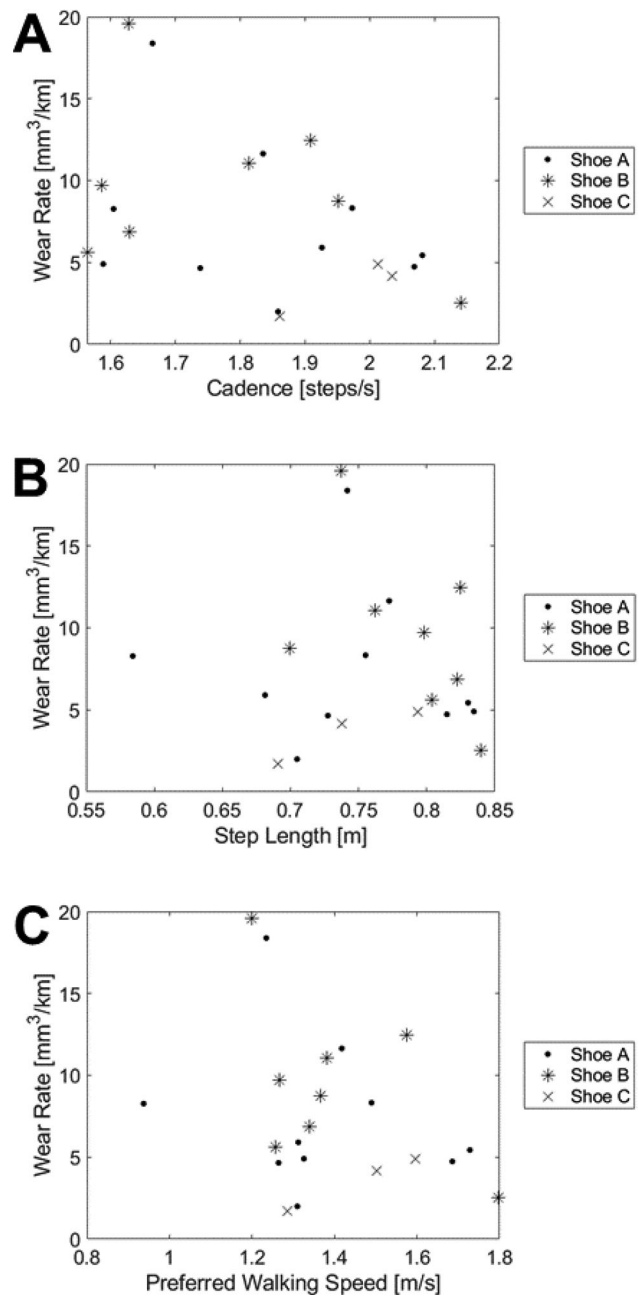 A
20
15
10
5
0
Wear Rate [mm³/km]
1.6 1.7 1.8 1.9 2 2.1 2.2
Cadence [steps/s]
Shoe A
Shoe B
Shoe C
B
20
15
10
5
0
Wear Rate [mm³/km]
0.55 0.6 0.65 0.7 0.75 0.8 0.85
Step Length [m]
Shoe A
Shoe B
Shoe C
C
20
15
10
5
0
Wear Rate [mm³/km]
0.8 1 1.2 1.4 1.6 1.8
Preferred Walking Speed [m/s]
Shoe A
Shoe B
Shoe C